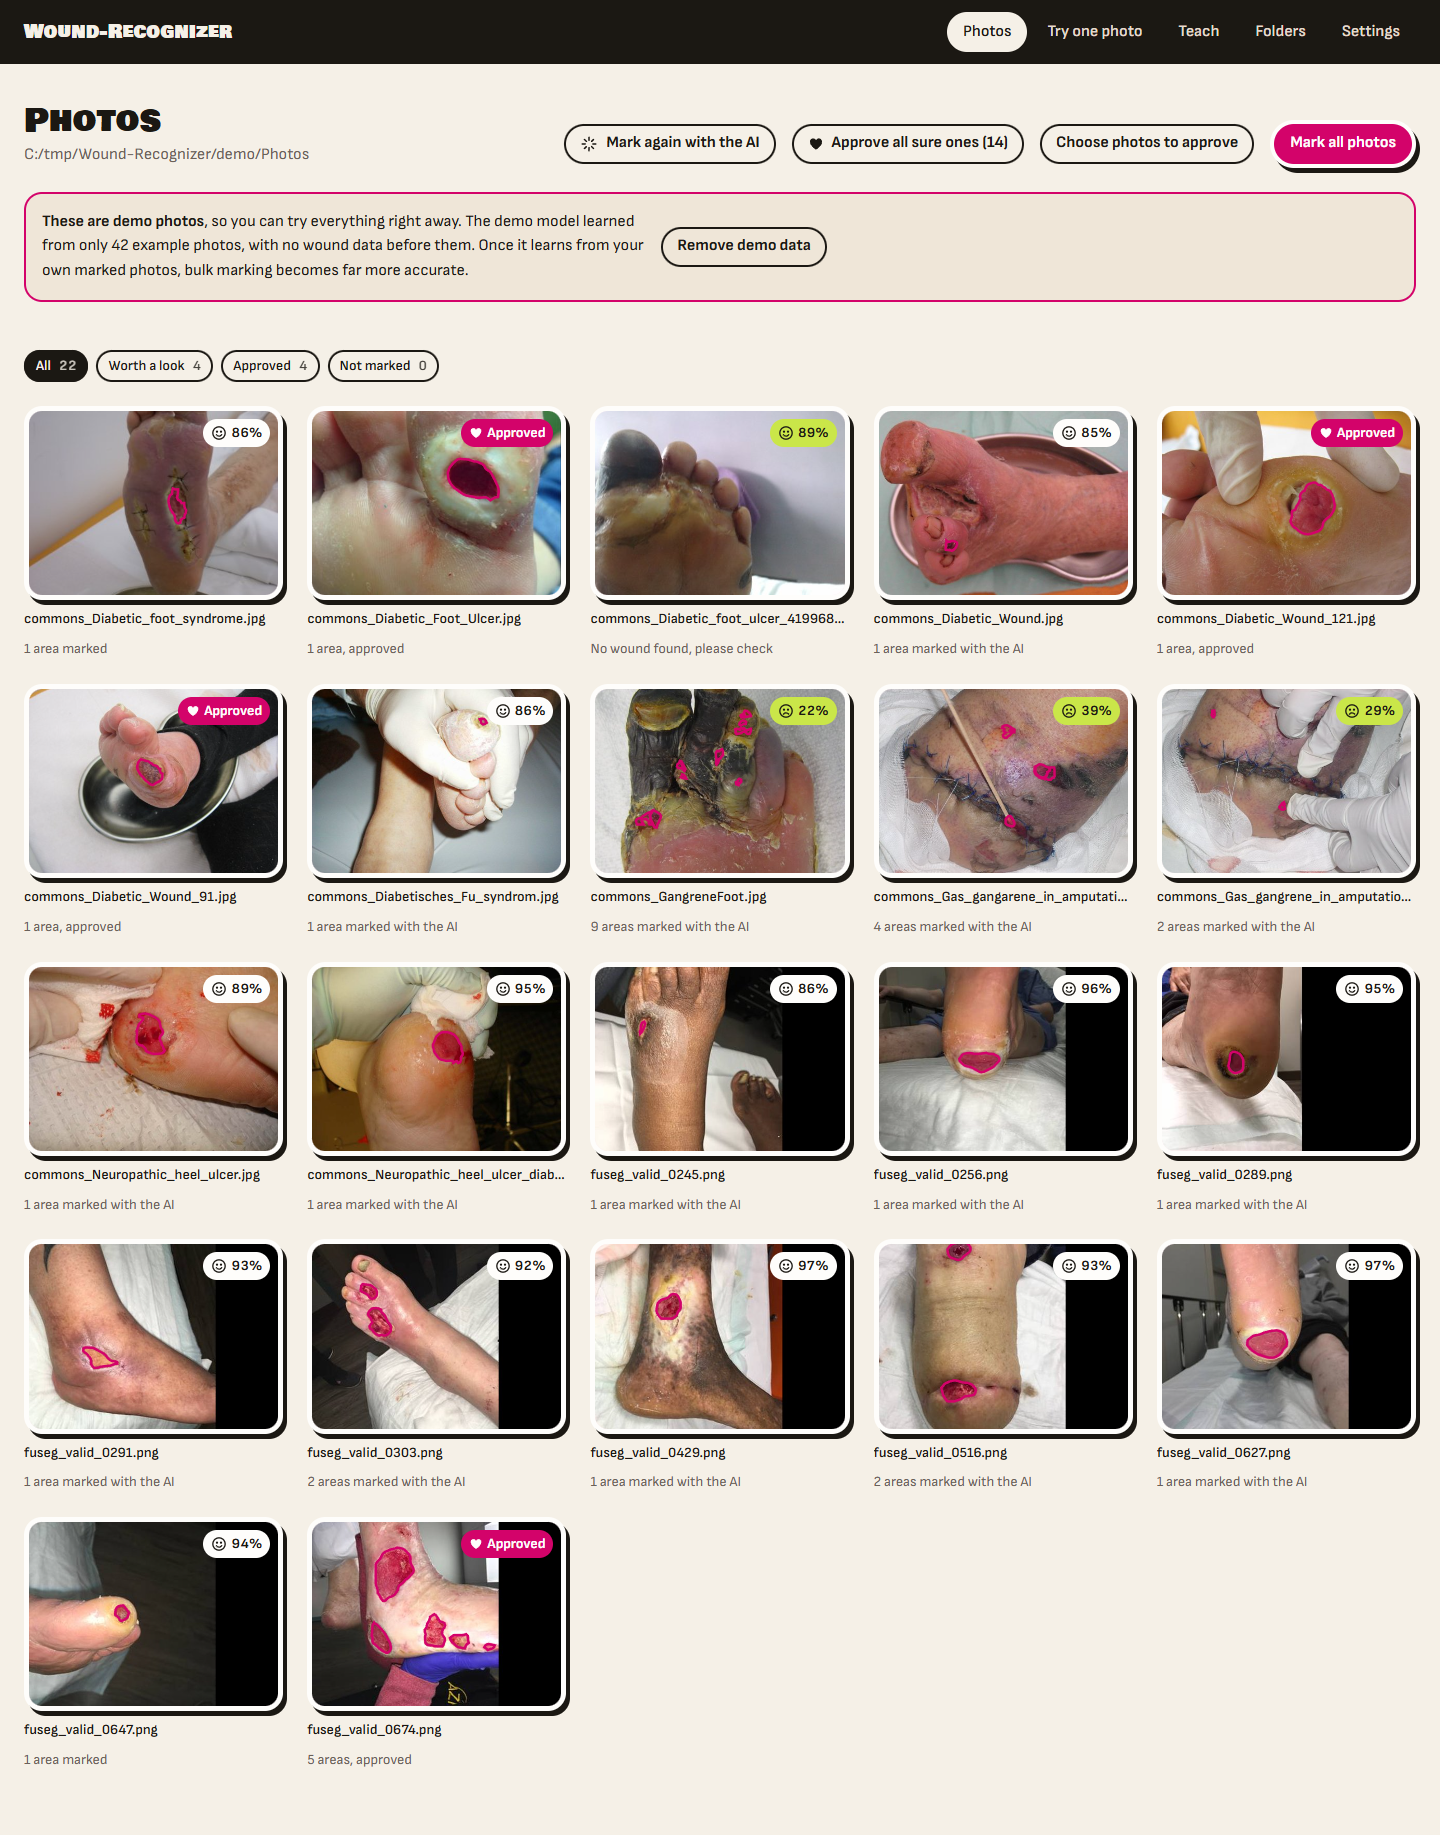 Wound-Recognizer
Photos
Try one photo
Teach
Folders
Settings
Photos
C:/tmp/Wound-Recognizer/demo/Photos
Mark again with the AI
Approve all sure ones (14)
Choose photos to approve
Mark all photos
These are demo photos, so you can try everything right away. The demo model learned
from only 42 example photos, with no wound data before them. Once it learns from your
own marked photos, bulk marking becomes far more accurate.
Remove demo data
All 22
Worth a look 4
Approved 4
Not marked 0
86%
Approved
89%
85%
Approved
commons_Diabetic_foot_syndrome.jpg
commons_Diabetic_Foot_Ulcer.jpg
commons_Diabetic_foot_ulcer_419968...
commons_Diabetic_Wound.jpg
commons_Diabetic_Wound_121.jpg
1 area marked
1 area, approved
No wound found, please check
1 area marked with the AI
1 area, approved
Approved
86%
22%
39%
29%
commons_Diabetic_Wound_91.jpg
commons_Diabetisches_Fu_syndrom.jpg
commons_GangreneFoot.jpg
commons_Gas_gangarene_in_amputati...
commons_Gas_gangrene_in_amputatio...
1 area, approved
1 area marked with the AI
9 areas marked with the AI
4 areas marked with the AI
2 areas marked with the AI
89%
95%
86%
96%
95%
commons_Neuropathic_heel_ulcer.jpg
commons_Neuropathic_heel_ulcer_diab...
fuseg_valid_0245.png
fuseg_valid_0256.png
fuseg_valid_0289.png
1 area marked with the AI
1 area marked with the AI
1 area marked with the AI
1 area marked with the AI
1 area marked with the AI
93%
92%
97%
93%
97%
fuseg_valid_0291.png
fuseg_valid_0303.png
fuseg_valid_0429.png
fuseg_valid_0516.png
fuseg_valid_0627.png
1 area marked with the AI
2 areas marked with the AI
1 area marked with the AI
2 areas marked with the AI
1 area marked with the AI
94%
Approved
fuseg_valid_0647.png
fuseg_valid_0674.png
1 area marked
5 areas, approved